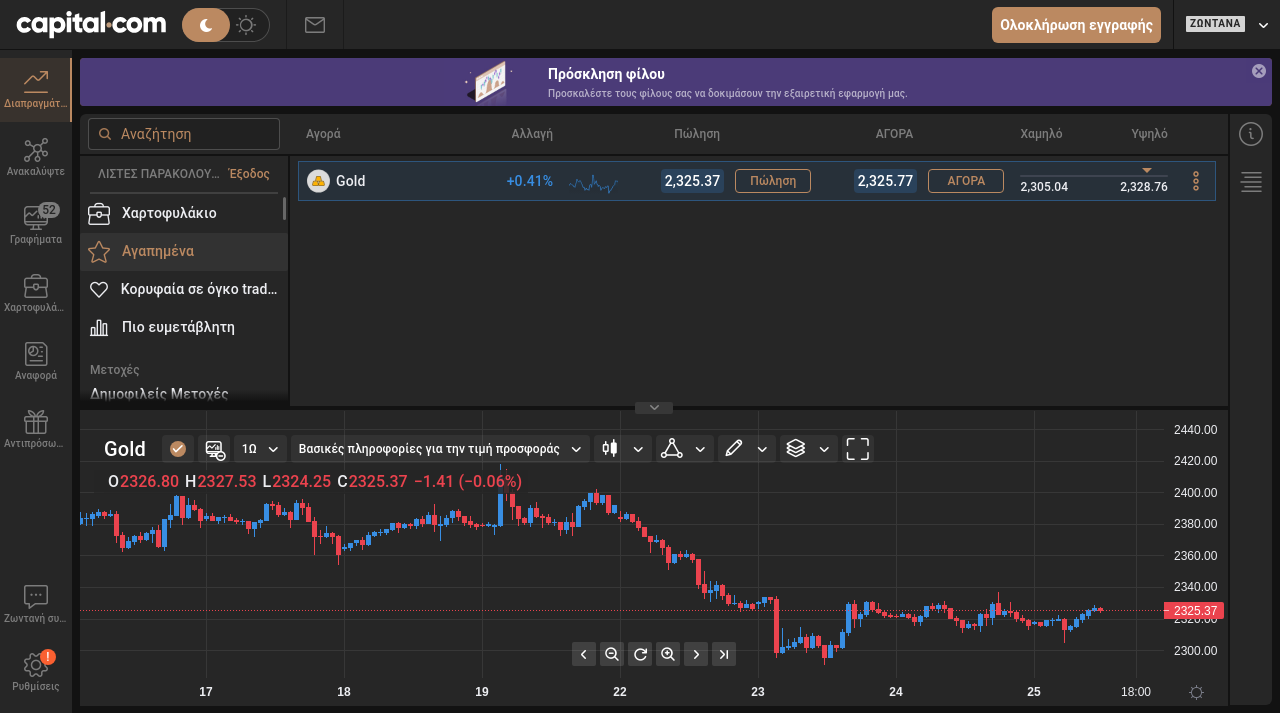 capital.com
Ολοκλήρωση εγγραφής
ΖΩΝΤΑΝΑ
Διαπραγμάτ...
Ανακαλύψτε
52
Γραφήματα
Χαρτοφυλά...
Αναφορά
Αντιπρόσω...
Ζωντανή συ...
!
Ρυθμίσεις
Πρόσκληση φίλου
Προσκαλέστε τους φίλους σας να δοκιμάσουν την εξαιρετική εφαρμογή μας.
Αναζήτηση
ΛΙΣΤΕΣ ΠΑΡΑΚΟΛΟΥ... Έξοδος
Χαρτοφυλάκιο
Αγαπημένα
Κορυφαία σε όγκο trad...
Πιο ευμετάβλητη
Μετοχές
Δημοφιλείς Μετοχές
Αγορά Αλλαγή Πώληση ΑΓΟΡΑ Χαμηλό Υψηλό
Gold +0.41% 2,325.37 Πώληση 2,325.77 ΑΓΟΡΑ 2,305.04 2,328.76
Gold 1Ω Βασικές πληροφορίες για την τιμή προσφοράς
O2326.80 H2327.53 L2324.25 C2325.37 −1.41 (−0.06%)
2440.00
2420.00
2400.00
2380.00
2360.00
2340.00
2325.37
2320.00
2300.00
17 18 19 22 23 24 25 18:00